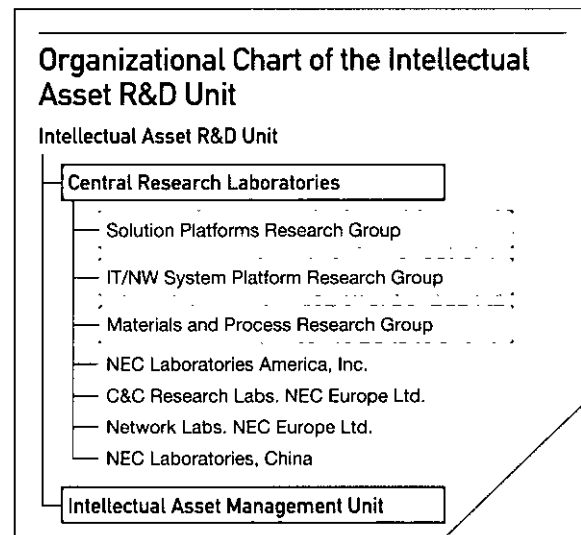 Organizational Chart of the Intellectual
Asset R&D Unit
Intellectual Asset R&D Unit
Central Research Laboratories
Solution Platforms Research Group
IT/NW System Platform Research Group
Materials and Process Research Group
NEC Laboratories America, Inc.
C&C Research Labs. NEC Europe Ltd.
Network Labs. NEC Europe Ltd.
NEC Laboratories, China
Intellectual Asset Management Unit